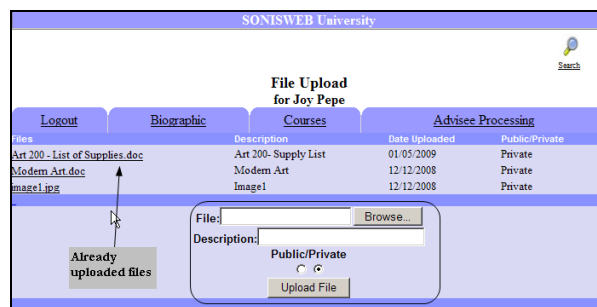 SONISWEB University
Search
File Upload
for Joy Pepe
Logout Biographic Courses Advisee Processing
Files Description Date Uploaded Public/Private
Art 200 - List of Supplies.doc Art 200- Supply List 01/05/2009 Private
Modern Art.doc Modern Art 12/12/2008 Private
image1.jpg Image1 12/12/2008 Private
File: Browse...
Description:
Public/Private
Upload File
Already
uploaded files